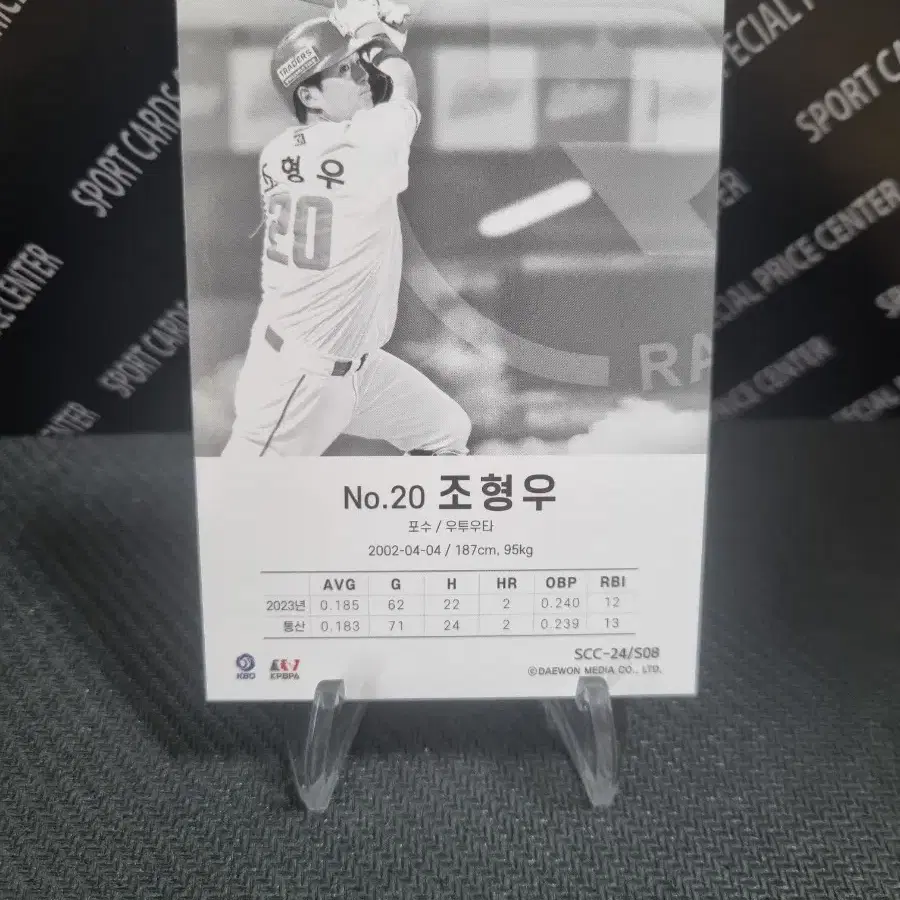 TRADERS
형우
20
RA
No.20 조형우
포수 / 우투우타
2002-04-04 / 187cm, 95kg
AVG G H HR OBP RBI
2023년 0.185 62 22 2 0.240 12
통산 0.183 71 24 2 0.239 13
SCC-24/S08
KBO KPBPA
©DAEWON MEDIA CO., LTD.
SPORT CARDS
SPECIAL PRICE CENTER
SPORT CARD